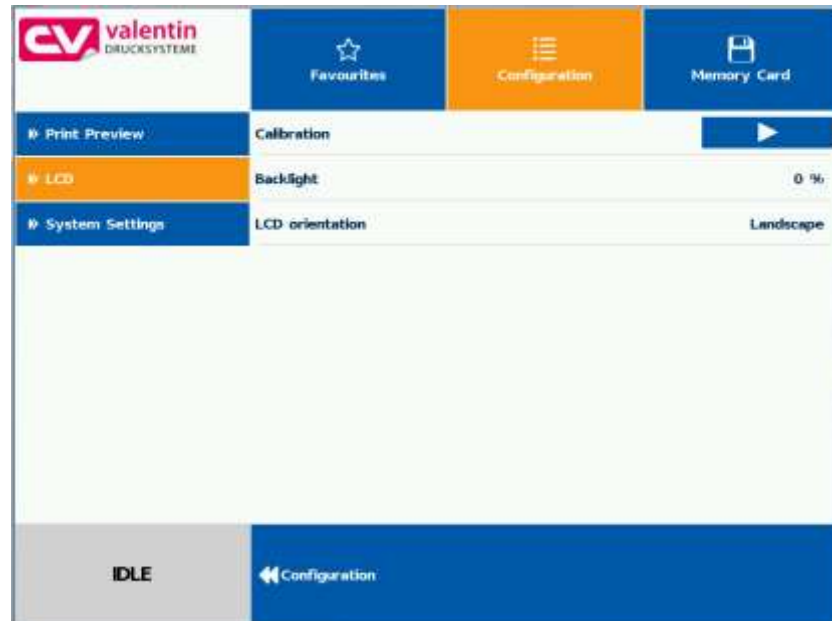 CV valentin
DRUCKSYSTEME
Favourites
Configuration
Memory Card
Print Preview
Calibration
LCD
Backlight
0 %
System Settings
LCD orientation
Landscape
IDLE
Configuration